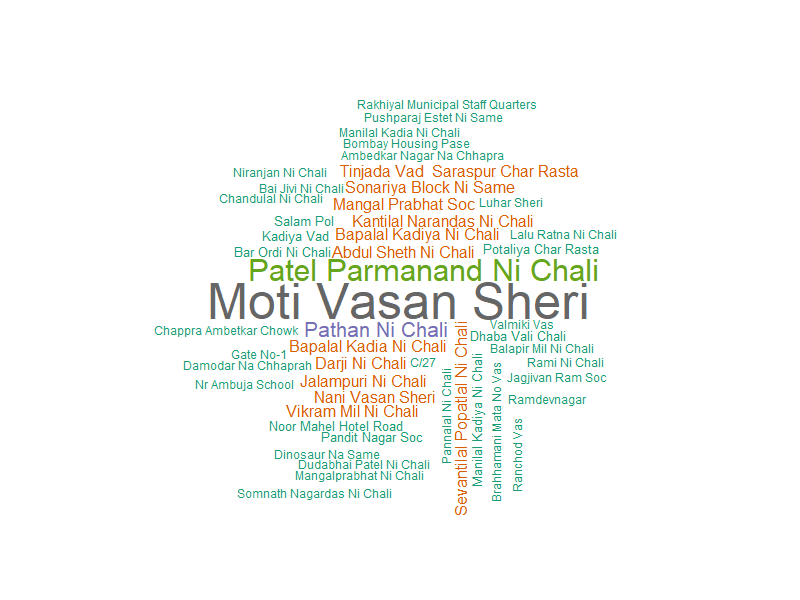 Rakhiyal Municipal Staff Quarters
Pushparaj Estet Ni Same
Manilal Kadia Ni Chali
Bombay Housing Pase
Ambedkar Nagar Na Chhapra
Niranjan Ni Chali
Tinjada Vad
Saraspur Char Rasta
Bai Jivi Ni Chali
Sonariya Block Ni Same
Chandulal Ni Chali
Mangal Prabhat Soc
Luhar Sheri
Salam Pol
Kantilal Narandas Ni Chali
Kadiya Vad
Bapalal Kadiya Ni Chali
Lalu Ratna Ni Chali
Bar Ordi Ni Chali
Abdul Sheth Ni Chali
Potaliya Char Rasta
Patel Parmanand Ni Chali
Moti Vasan Sheri
Chappra Ambetkar Chowk
Pathan Ni Chali
Valmiki Vas
Dhaba Vali Chali
Bapalal Kadia Ni Chali
Balapir Mil Ni Chali
Gate No-1
Damodar Na Chhaprah
Darji Ni Chali
C/27
Rami Ni Chali
Nr Ambuja School
Jalampuri Ni Chali
Jagjivan Ram Soc
Nani Vasan Sheri
Ramdevnagar
Vikram Mil Ni Chali
Noor Mahel Hotel Road
Pandit Nagar Soc
Dinosaur Na Same
Dudabhai Patel Ni Chali
Mangalprabhat Ni Chali
Somnath Nagardas Ni Chali
Pannalal Ni Chali
Sevantilal Popatlal Ni Chali
Manilal Kadiya Ni Chali
Brahhamani Mata No Vas
Ranchod Vas